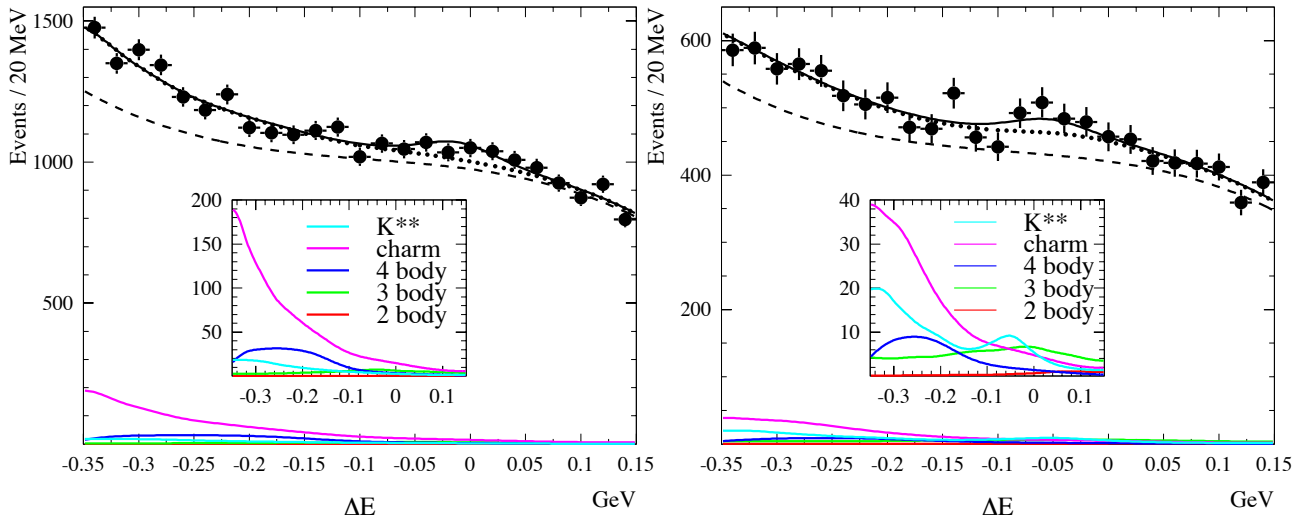 Events / 20 MeV
1500
1000
500
200
150
100
50
K**
charm
4 body
3 body
2 body
-0.3 -0.2 -0.1 0 0.1
-0.35 -0.3 -0.25 -0.2 -0.15 -0.1 -0.05 0 0.05 0.1 0.15
ΔE GeV
Events / 20 MeV
600
400
200
40
30
20
10
K**
charm
4 body
3 body
2 body
-0.3 -0.2 -0.1 0 0.1
-0.35 -0.3 -0.25 -0.2 -0.15 -0.1 -0.05 0 0.05 0.1 0.15
ΔE GeV